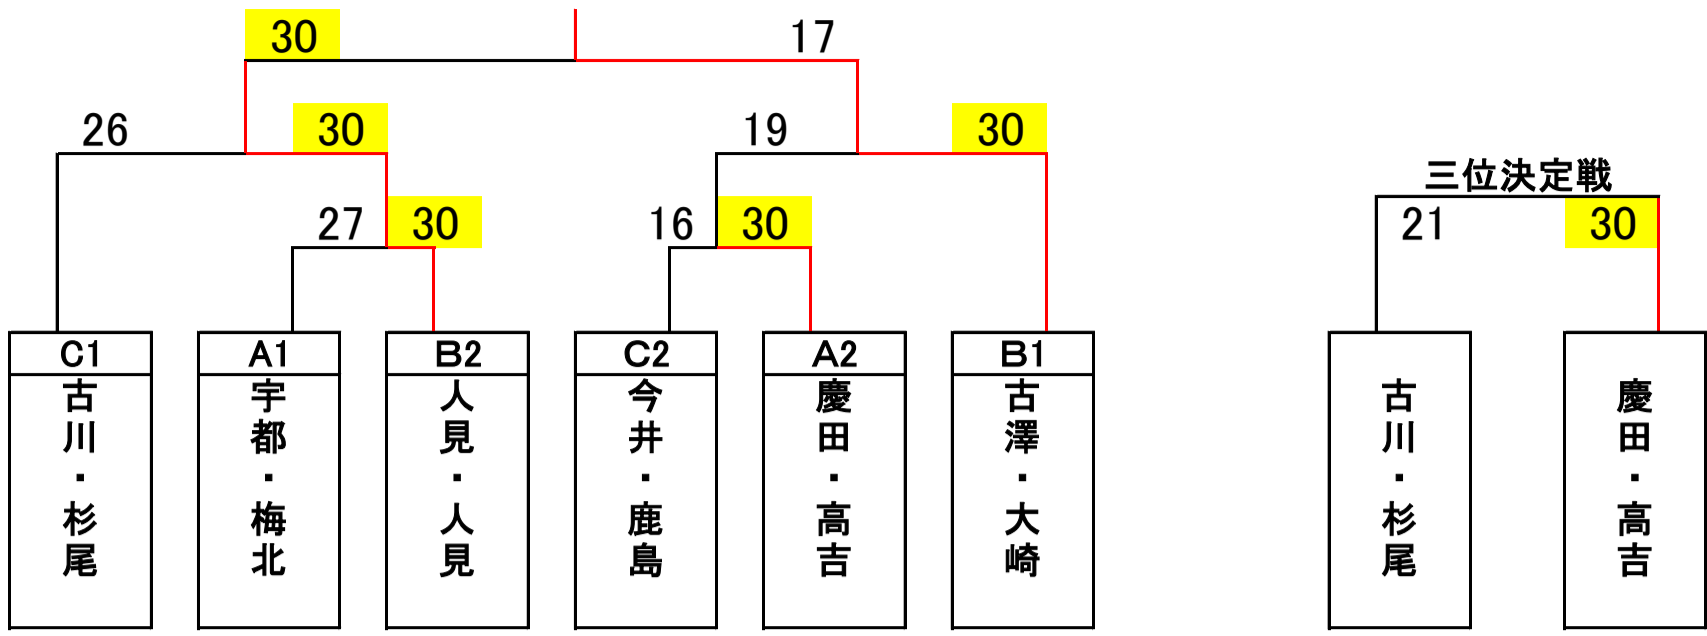 30 17
26 30 19 30
三位決定戦
27 30 16 30 21 30
C1 A1 B2 C2 A2 B1
古川・杉尾
宇都・梅北
人見・人見
今井・鹿島
慶田・高吉
古澤・大崎
古川・杉尾
慶田・高吉